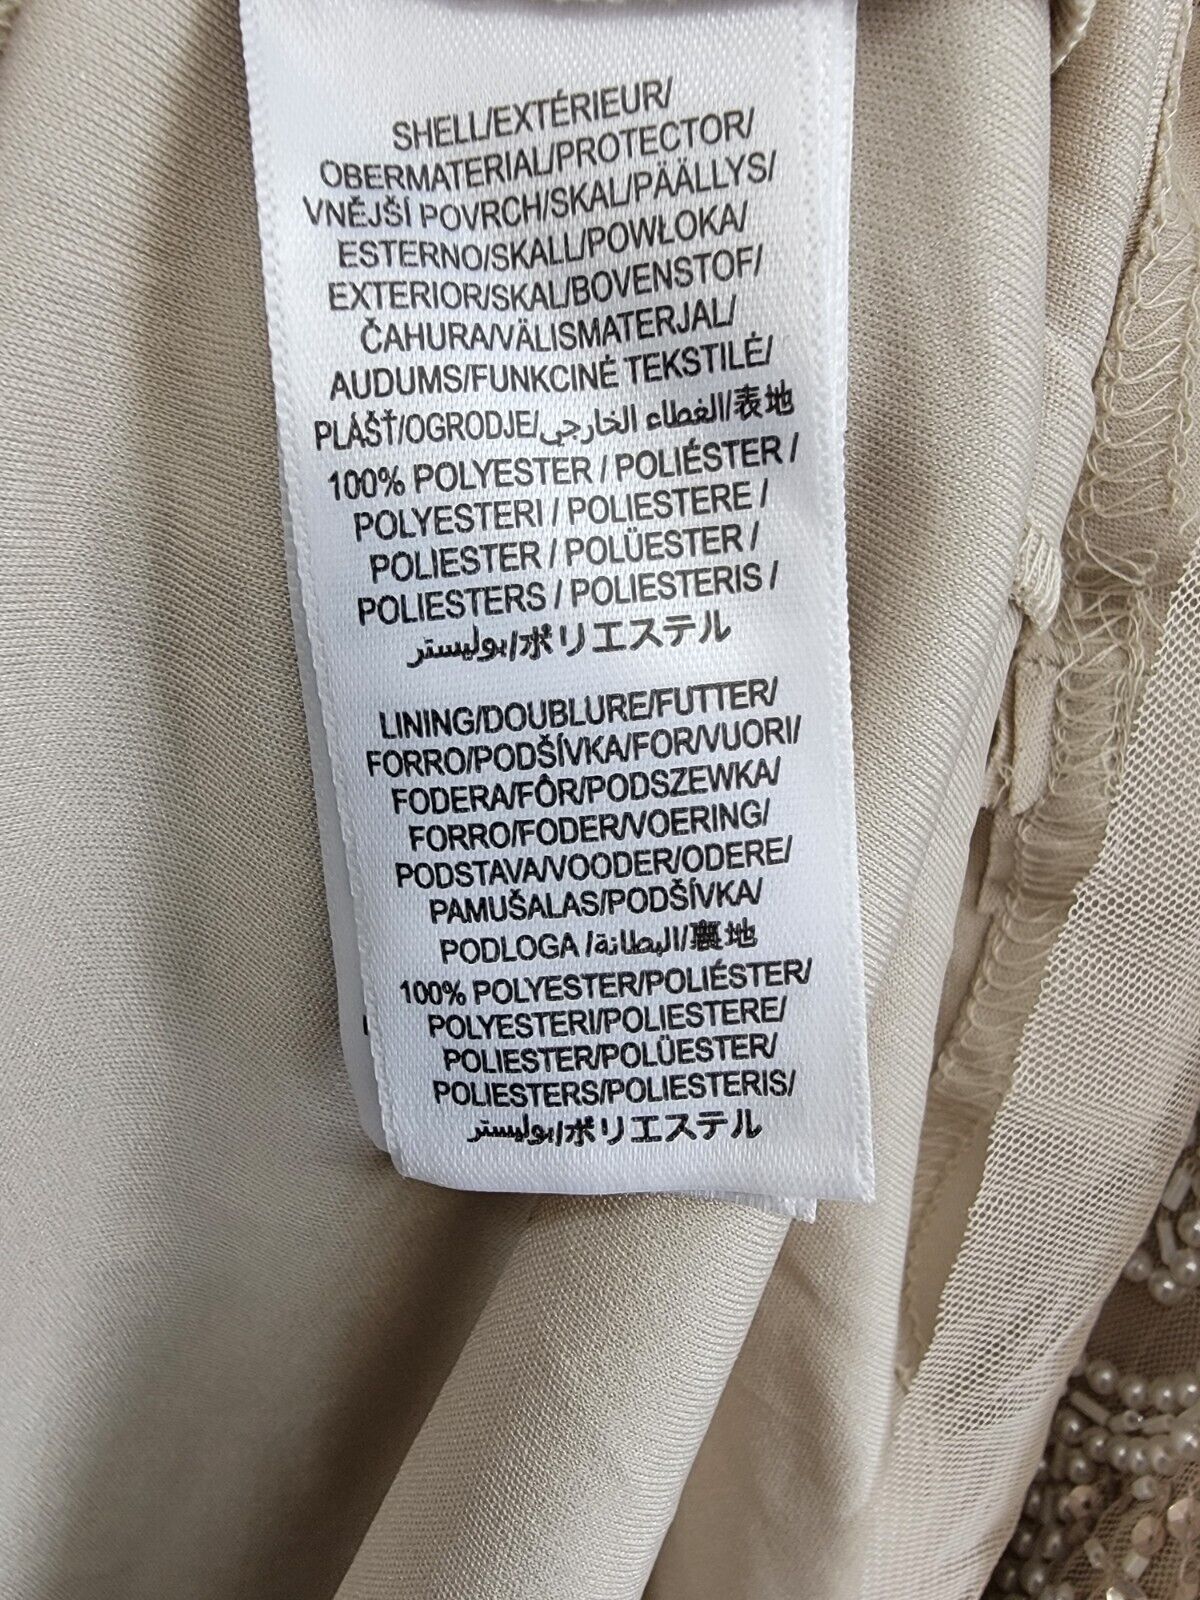 SHELL/EXTÉRIEUR/
OBERMATERIAL/PROTECTOR/
VNĚJŠÍ POVRCH/SKAL/PÄÄLLYS/
ESTERNO/SKALL/POWŁOKA/
EXTERIOR/SKAL/BOVENSTOF/
ČAHURA/VÄLISMATERJAL/
AUDUMS/FUNKCINĖ TEKSTILĖ/
PLÁŠŤ/OGRODJE/الغطاء الخارجي/表地
100% POLYESTER / POLIÉSTER /
POLYESTERI / POLIESTERE /
POLIESTER / POLÜESTER /
POLIESTERS / POLIESTERIS /
بوليستر/ポリエステル
LINING/DOUBLURE/FUTTER/
FORRO/PODŠÍVKA/FOR/VUORI/
FODERA/FÔR/PODSZEWKA/
FORRO/FODER/VOERING/
PODSTAVA/VOODER/ODERE/
PAMUŠALAS/PODŠÍVKA/
PODLOGA /البطانة/裏地
100% POLYESTER/POLIÉSTER/
POLYESTERI/POLIESTERE/
POLIESTER/POLÜESTER/
POLIESTERS/POLIESTERIS/
بوليستر/ポリエステル